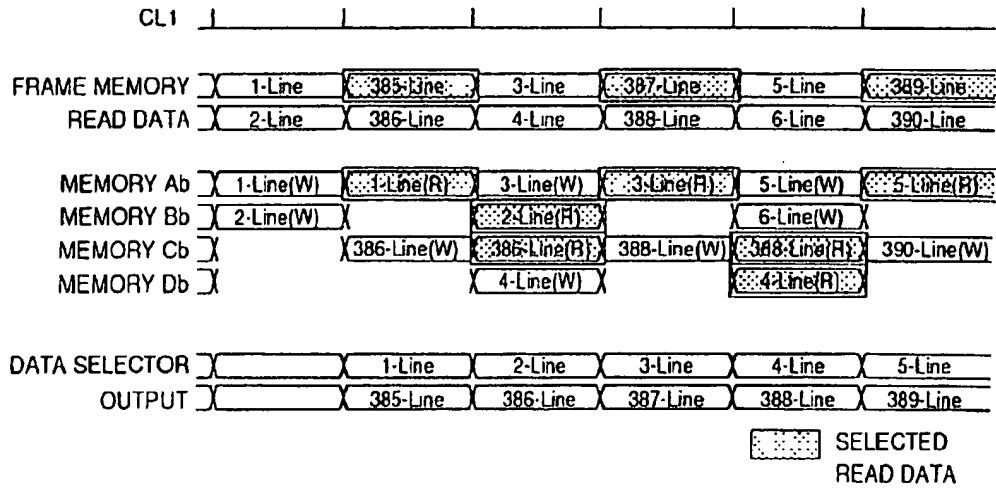 CL1
FRAME MEMORY 1-Line 385-Line 3-Line 387-Line 5-Line 389-Line
READ DATA 2-Line 386-Line 4-Line 388-Line 6-Line 390-Line
MEMORY Ab 1-Line(W) 1-Line(R) 3-Line(W) 3-Line(R) 5-Line(W) 5-Line(R)
MEMORY Bb 2-Line(W) 2-Line(R) 6-Line(W)
MEMORY Cb 386-Line(W) 386-Line(R) 388-Line(W) 388-Line(R) 390-Line(W)
MEMORY Db 4-Line(W) 4-Line(R)
DATA SELECTOR 1-Line 2-Line 3-Line 4-Line 5-Line
OUTPUT 385-Line 386-Line 387-Line 388-Line 389-Line
SELECTED
READ DATA